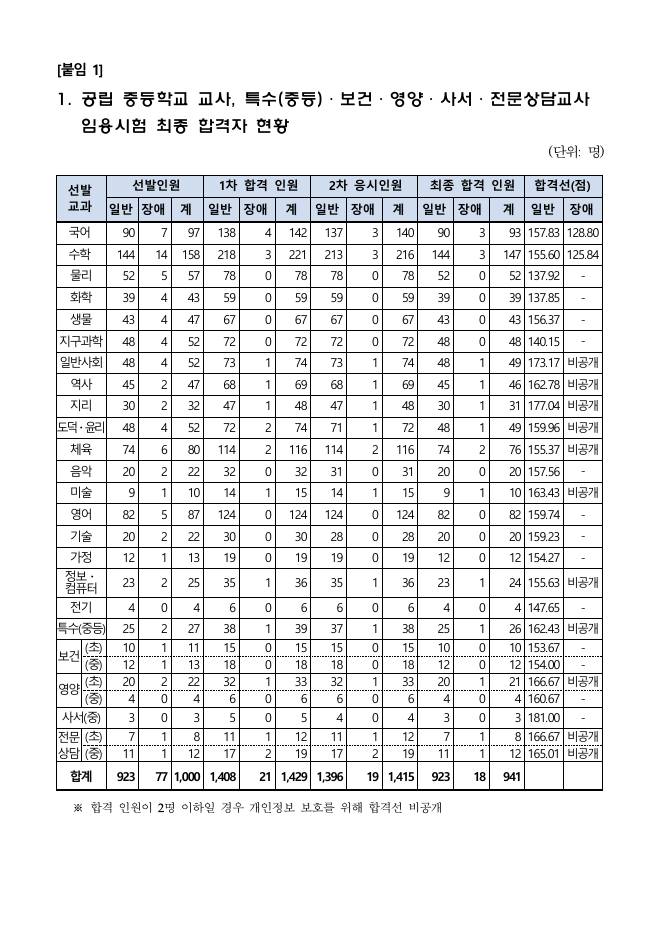 [붙임 1]
1. 공립 중등학교 교사, 특수(중등) · 보건 · 영양 · 사서 · 전문상담교사
임용시험 최종 합격자 현황
(단위: 명)
선발 교과 선발인원 1차 합격 인원 2차 응시인원 최종 합격 인원 합격선(점)
일반 장애 계 일반 장애 계 일반 장애 계 일반 장애 계 일반 장애
국어 90 7 97 138 4 142 137 3 140 90 3 93 157.83 128.80
수학 144 14 158 218 3 221 213 3 216 144 3 147 155.60 125.84
물리 52 5 57 78 0 78 78 0 78 52 0 52 137.92 -
화학 39 4 43 59 0 59 59 0 59 39 0 39 137.85 -
생물 43 4 47 67 0 67 67 0 67 43 0 43 156.37 -
지구과학 48 4 52 72 0 72 72 0 72 48 0 48 140.15 -
일반사회 48 4 52 73 1 74 73 1 74 48 1 49 173.17 비공개
역사 45 2 47 68 1 69 68 1 69 45 1 46 162.78 비공개
지리 30 2 32 47 1 48 47 1 48 30 1 31 177.04 비공개
도덕·윤리 48 4 52 72 2 74 71 1 72 48 1 49 159.96 비공개
체육 74 6 80 114 2 116 114 2 116 74 2 76 155.37 비공개
음악 20 2 22 32 0 32 31 0 31 20 0 20 157.56 -
미술 9 1 10 14 1 15 14 1 15 9 1 10 163.43 비공개
영어 82 5 87 124 0 124 124 0 124 82 0 82 159.74 -
기술 20 2 22 30 0 30 28 0 28 20 0 20 159.23 -
가정 12 1 13 19 0 19 19 0 19 12 0 12 154.27 -
정보·컴퓨터 23 2 25 35 1 36 35 1 36 23 1 24 155.63 비공개
전기 4 0 4 6 0 6 6 0 6 4 0 4 147.65 -
특수(중등) 25 2 27 38 1 39 37 1 38 25 1 26 162.43 비공개
보건 (초) 10 1 11 15 0 15 15 0 15 10 0 10 153.67 -
(중) 12 1 13 18 0 18 18 0 18 12 0 12 154.00 -
영양 (초) 20 2 22 32 1 33 32 1 33 20 1 21 166.67 비공개
(중) 4 0 4 6 0 6 6 0 6 4 0 4 160.67 -
사서(중) 3 0 3 5 0 5 4 0 4 3 0 3 181.00 -
전문 (초) 7 1 8 11 1 12 11 1 12 7 1 8 166.67 비공개
상담 (중) 11 1 12 17 2 19 17 2 19 11 1 12 165.01 비공개
합계 923 77 1,000 1,408 21 1,429 1,396 19 1,415 923 18 941
※ 합격 인원이 2명 이하일 경우 개인정보 보호를 위해 합격선 비공개